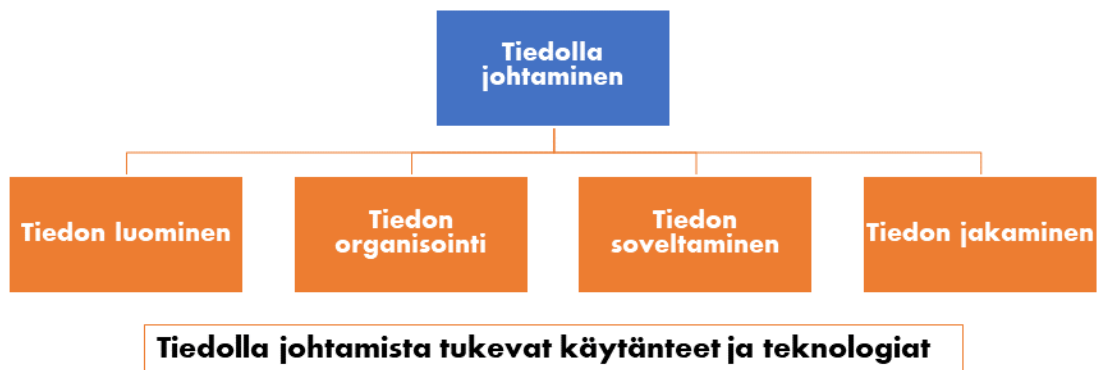 Tiedolla
johtaminen
Tiedon luominen
Tiedon
organisointi
Tiedon
soveltaminen
Tiedon jakaminen
Tiedolla johtamista tukevat käytänteet ja teknologiat